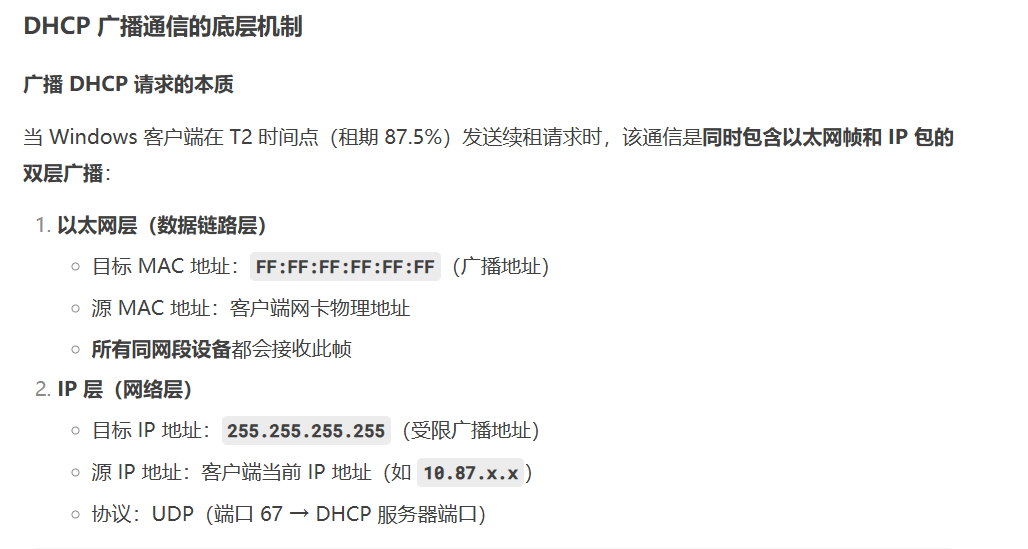 DHCP 广播通信的底层机制
广播 DHCP 请求的本质
当 Windows 客户端在 T2 时间点（租期 87.5%）发送续租请求时，该通信是同时包含以太网帧和 IP 包的
双层广播：
1. 以太网层（数据链路层）
○ 目标 MAC 地址：FF:FF:FF:FF:FF:FF（广播地址）
○ 源 MAC 地址：客户端网卡物理地址
○ 所有同网段设备都会接收此帧
2. IP 层（网络层）
○ 目标 IP 地址：255.255.255.255（受限广播地址）
○ 源 IP 地址：客户端当前 IP 地址（如 10.87.x.x）
○ 协议：UDP（端口 67 → DHCP 服务器端口）